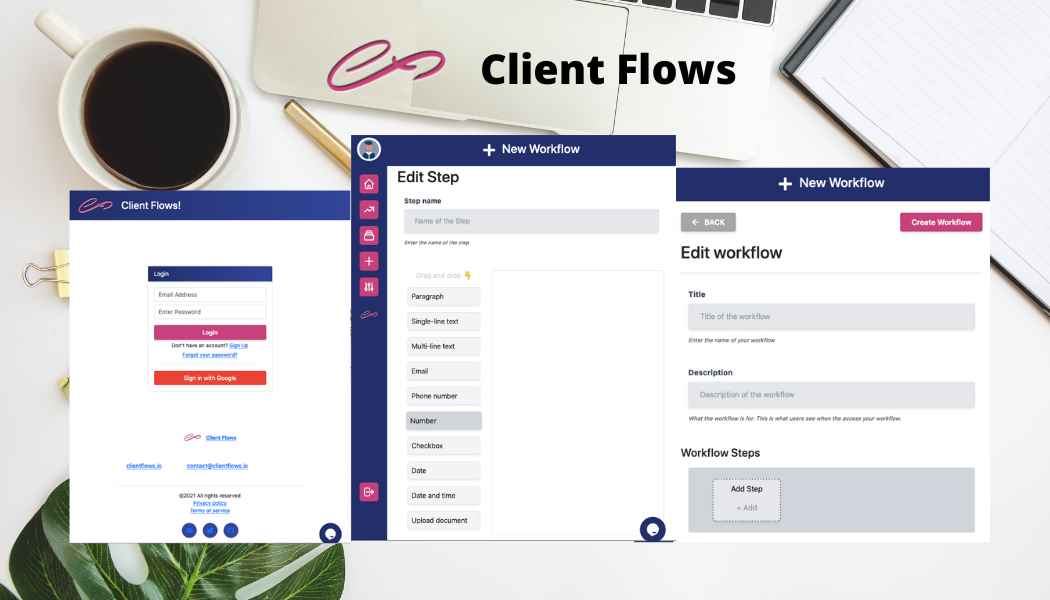 Client Flows
Client Flows!
Login
Email Address
Enter Password
Login
Don't have an account? Sign Up
Forgot your password?
Sign in with Google
Client Flows
clientflows.io
contact@clientflows.io
©2021 All rights reserved
Privacy policy
Terms of service
New Workflow
Edit Step
Step name
Name of the Step
Enter the name of the step
Drag and drop 👇
Paragraph
Single-line text
Multi-line text
Email
Phone number
Number
Checkbox
Date
Date and time
Upload document
New Workflow
← BACK
Create Workflow
Edit workflow
Title
Title of the workflow
Enter the name of your workflow
Description
Description of the workflow
What the workflow is for. This is what users see when the access your workflow.
Workflow Steps
Add Step
+ Add